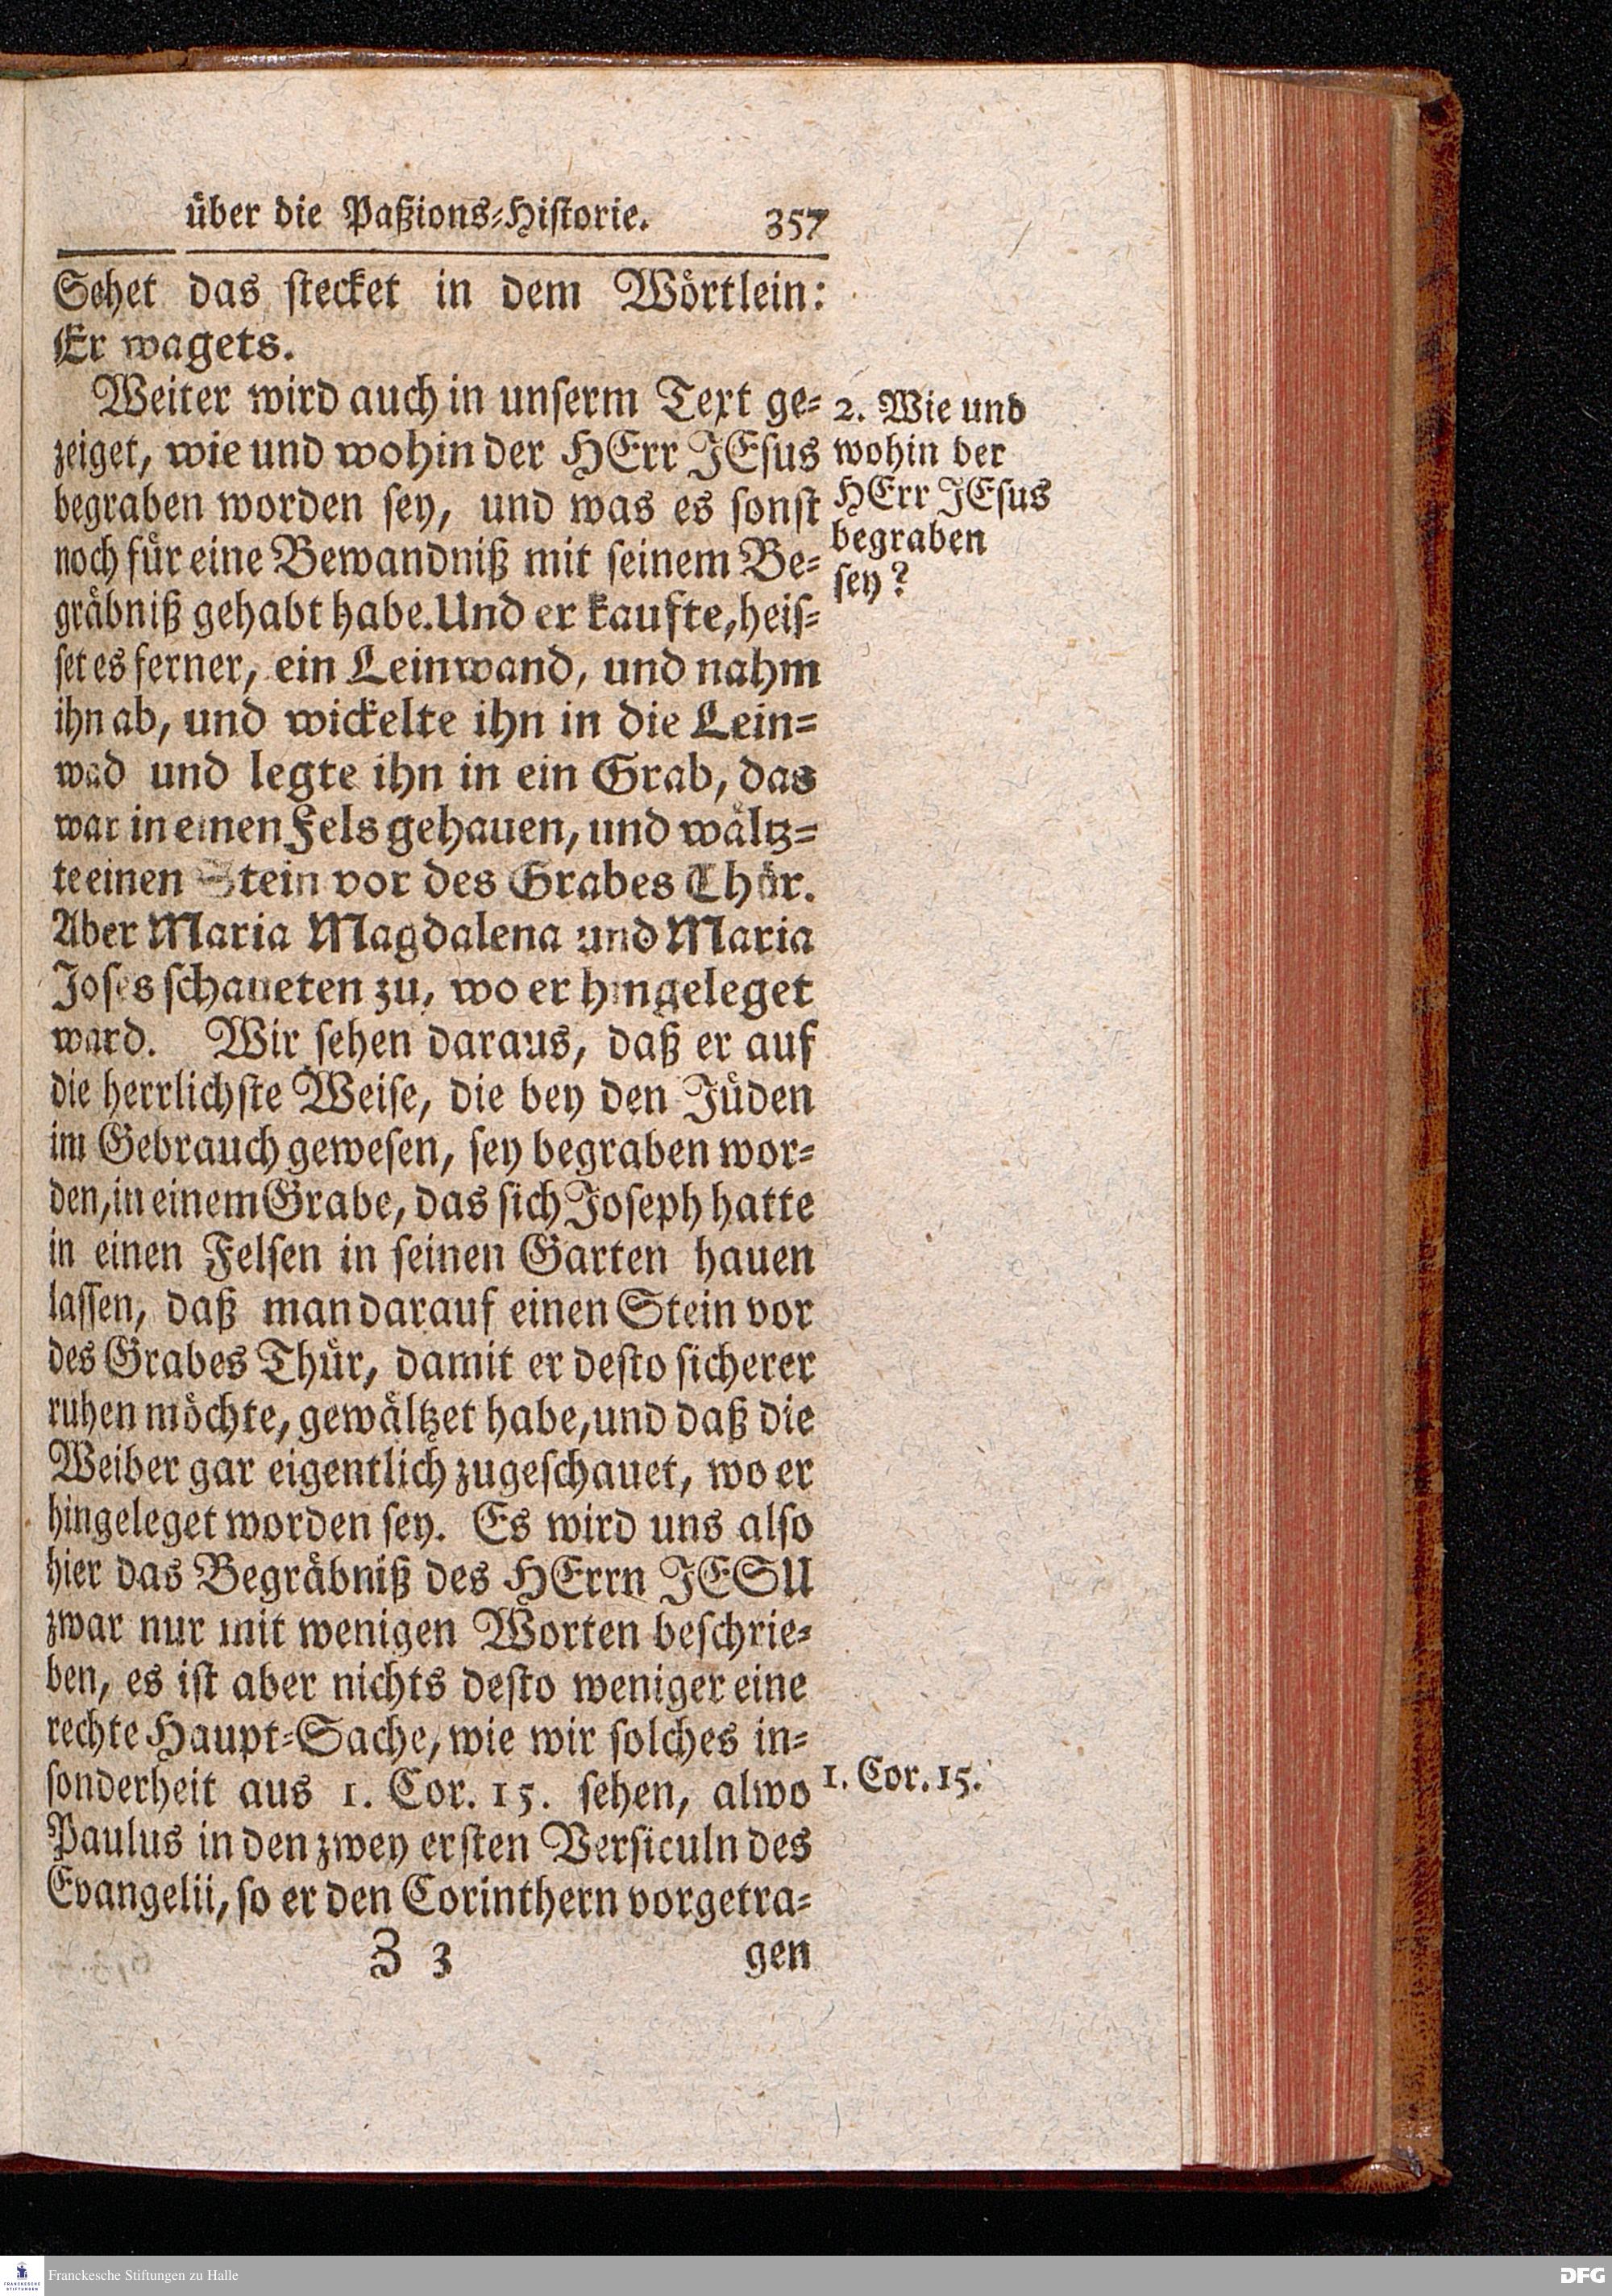 über die Paßions-Historie. 357
Sehet das stecket in dem Wörtlein:
Er wagets.
Weiter wird auch in unserm Text ge-
zeiget, wie und wohin der HErr JEsus
begraben worden sey, und was es sonst
noch für eine Bewandniß mit seinem Be-
gräbniß gehabt habe. Und er kaufte, heis-
set es ferner, ein Leinwand, und nahm
ihn ab, und wickelte ihn in die Lein-
wad und legte ihn in ein Grab, das
war in einen Fels gehauen, und wältz-
te einen Stein vor des Grabes Thür.
Aber Maria Magdalena und Maria
Joses schaueten zu, wo er hingeleget
ward. Wir sehen daraus, daß er auf
die herrlichste Weise, die bey den Jüden
im Gebrauch gewesen, sey begraben wor-
den, in einem Grabe, das sich Joseph hatte
in einen Felsen in seinen Garten hauen
lassen, daß man darauf einen Stein vor
des Grabes Thür, damit er desto sicherer
ruhen möchte, gewältzet habe, und daß die
Weiber gar eigentlich zugeschauet, wo er
hingeleget worden sey. Es wird uns also
hier das Begräbniß des HErrn JESU
zwar nur mit wenigen Worten beschrie-
ben, es ist aber nichts desto weniger eine
rechte Haupt-Sache, wie wir solches in-
sonderheit aus 1. Cor. 15. sehen, alwo
Paulus in den zwey ersten Versiculn des
Evangelii, so er den Corinthern vorgetra-
Z 3 gen
2. Wie und
wohin der
HErr JEsus
begraben
sey?
1. Cor. 15.
FRANCKESCHE
STIFTUNGEN
Franckesche Stiftungen zu Halle
DFG